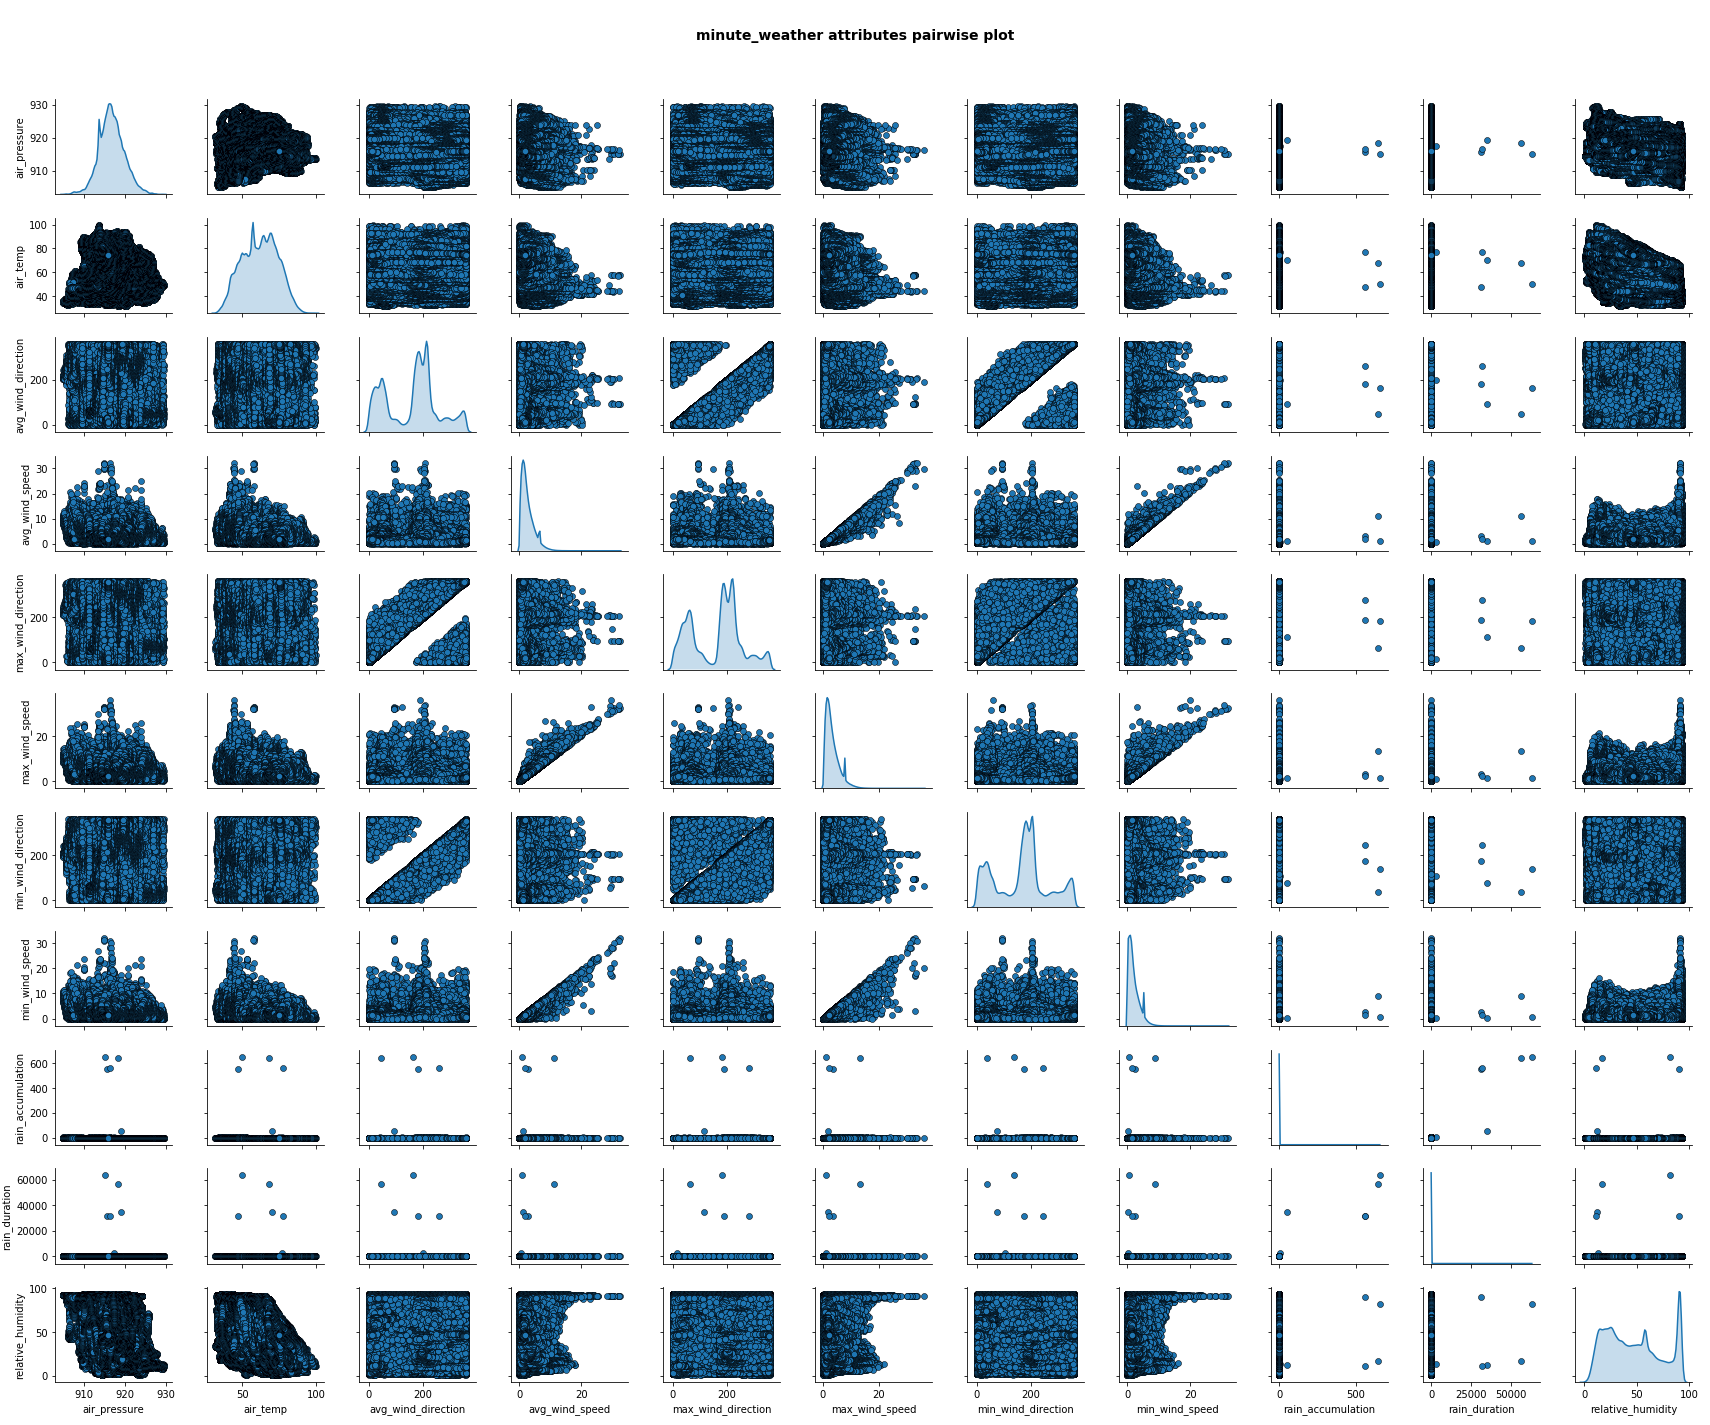 minute_weather attributes pairwise plot
930
920
910
air_pressure
100
80
60
40
air_temp
200
0
avg_wind_direction
30
20
10
0
avg_wind_speed
200
0
max_wind_direction
20
0
max_wind_speed
200
0
min_wind_direction
30
20
10
0
min_wind_speed
600
400
200
0
rain_accumulation
60000
40000
20000
0
rain_duration
100
50
0
relative_humidity
910 920 930 50 100 0 200 0 20 0 200 0 20 0 200 0 20 0 500 0 25000 50000 0 50 100
air_pressure air_temp avg_wind_direction avg_wind_speed max_wind_direction max_wind_speed min_wind_direction min_wind_speed rain_accumulation rain_duration relative_humidity